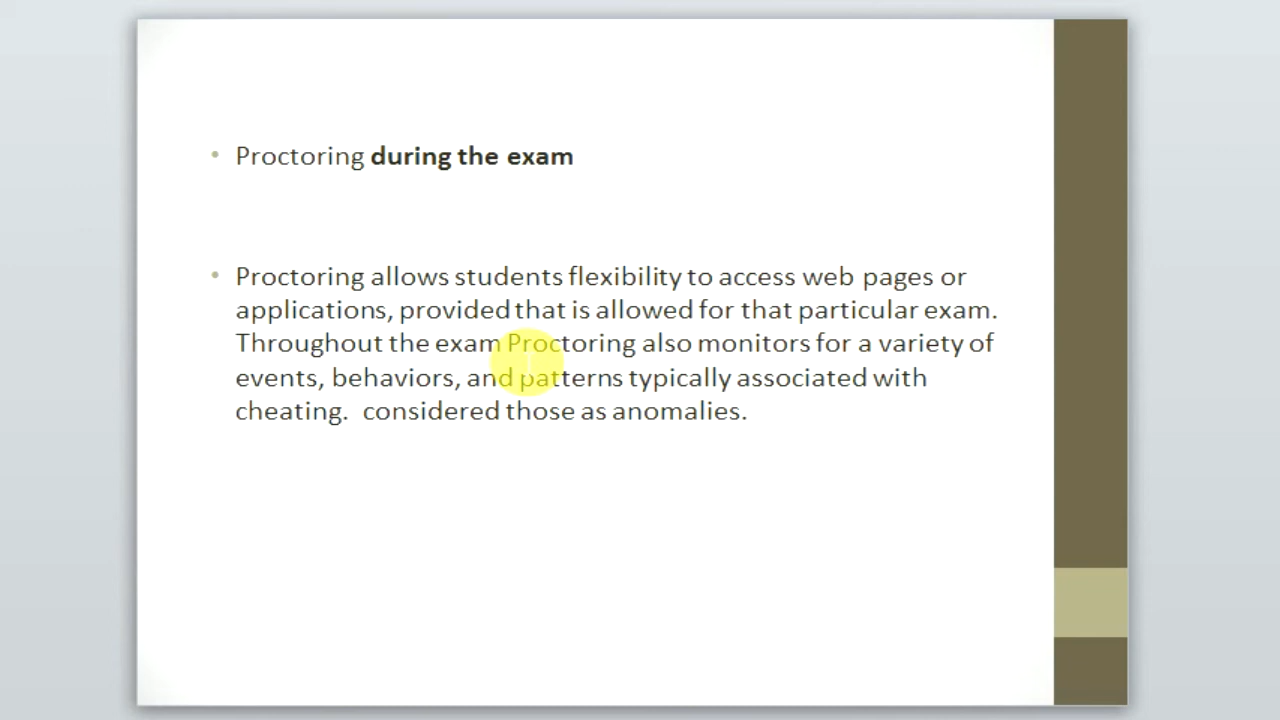 • Proctoring during the exam
• Proctoring allows students flexibility to access web pages or
applications, provided that is allowed for that particular exam.
Throughout the exam Proctoring also monitors for a variety of
events, behaviors, and patterns typically associated with
cheating.  considered those as anomalies.